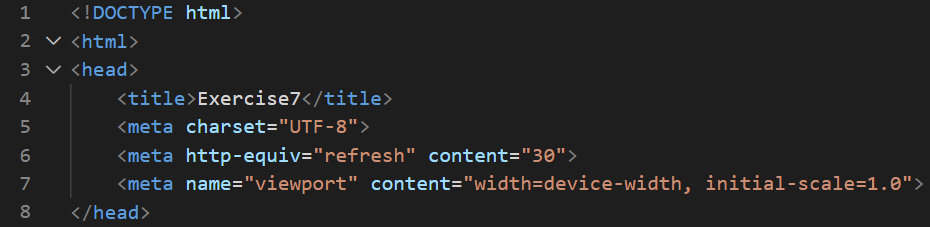 1 <!DOCTYPE html>
2 <html>
3 <head>
4 <title>Exercise7</title>
5 <meta charset="UTF-8">
6 <meta http-equiv="refresh" content="30">
7 <meta name="viewport" content="width=device-width, initial-scale=1.0">
8 </head>